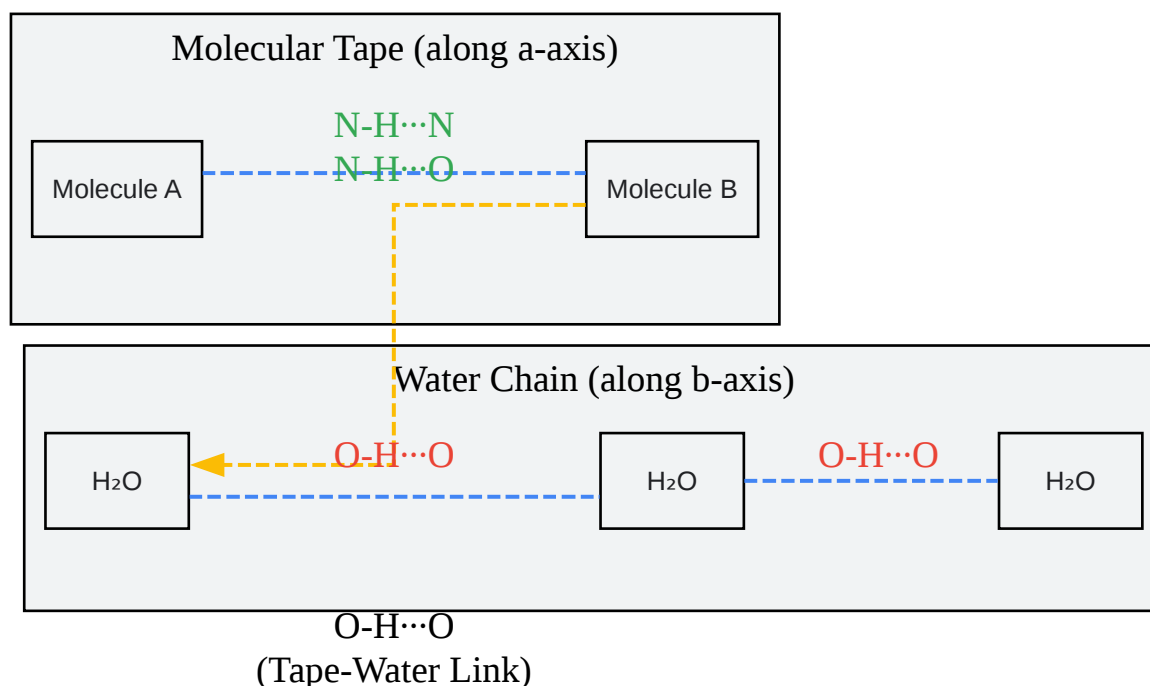 Molecular Tape (along a-axis)
N-H···N
N-H···O
Molecule A
Molecule B
Water Chain (along b-axis)
O-H···O
O-H···O
H₂O
H₂O
H₂O
O-H···O
(Tape-Water Link)